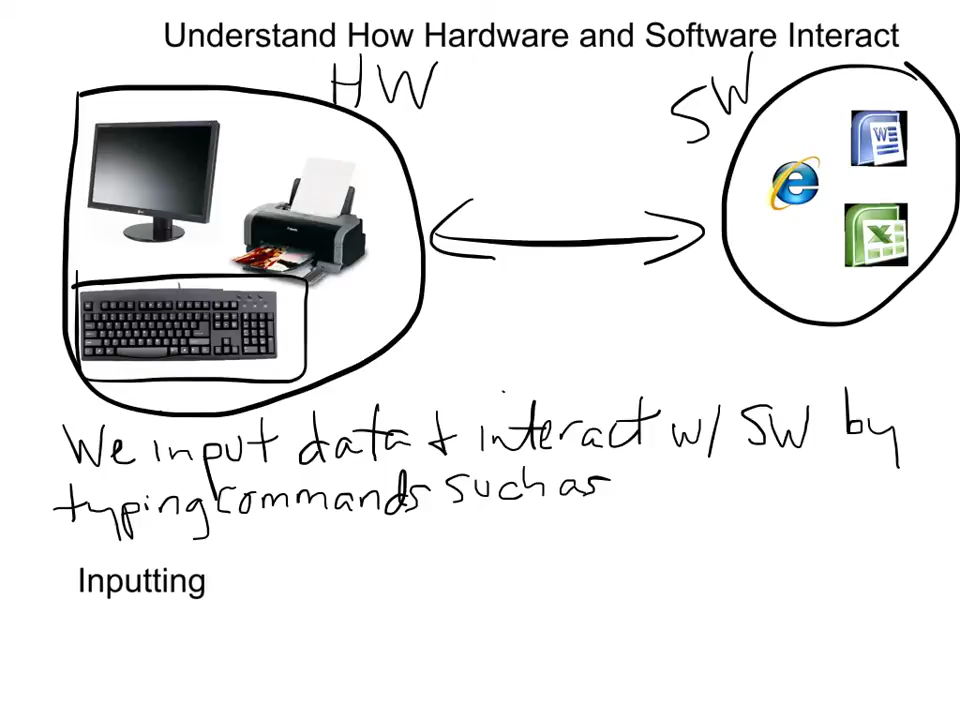 Understand How Hardware and Software Interact
HW
SW
We input data & interact w/ SW by
typing commands such as
Inputting